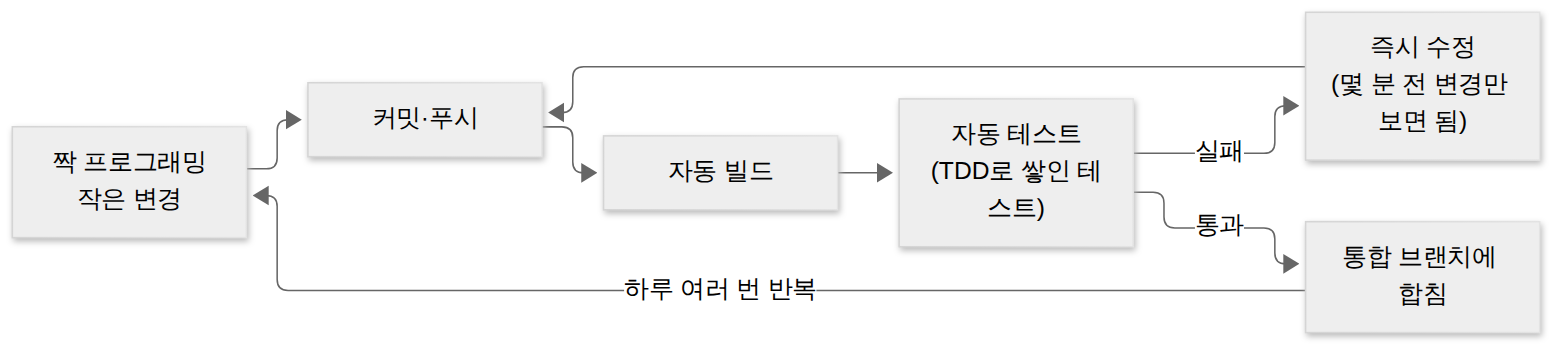 짝 프로그래밍
작은 변경
커밋·푸시
자동 빌드
자동 테스트
(TDD로 쌓인 테
스트)
실패
통과
즉시 수정
(몇 분 전 변경만
보면 됨)
통합 브랜치에
합침
하루 여러 번 반복